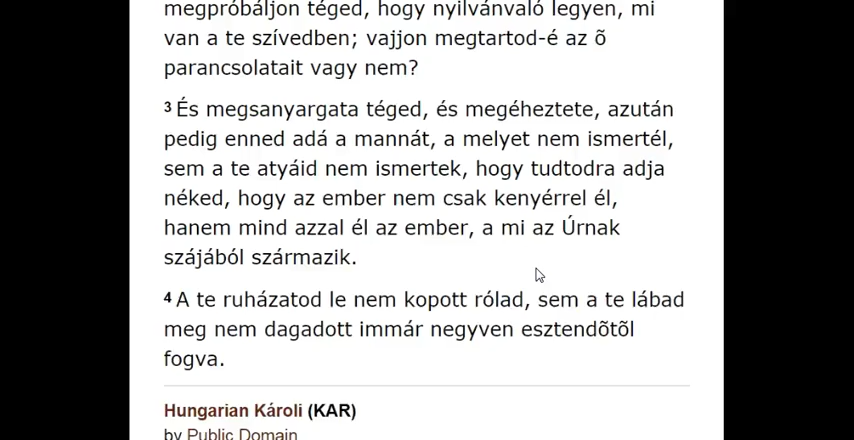 megpróbáljon téged, hogy nyilvánvaló legyen, mi
van a te szívedben; vajjon megtartod-é az õ
parancsolatait vagy nem?
3 És megsanyargata téged, és megéheztete, azután
pedig enned adá a mannát, a melyet nem ismertél,
sem a te atyáid nem ismertek, hogy tudtodra adja
néked, hogy az ember nem csak kenyérrel él,
hanem mind azzal él az ember, a mi az Úrnak
szájából származik.
4 A te ruházatod le nem kopott rólad, sem a te lábad
meg nem dagadott immár negyven esztendõtõl
fogva.
Hungarian Károli (KAR)
by Public Domain